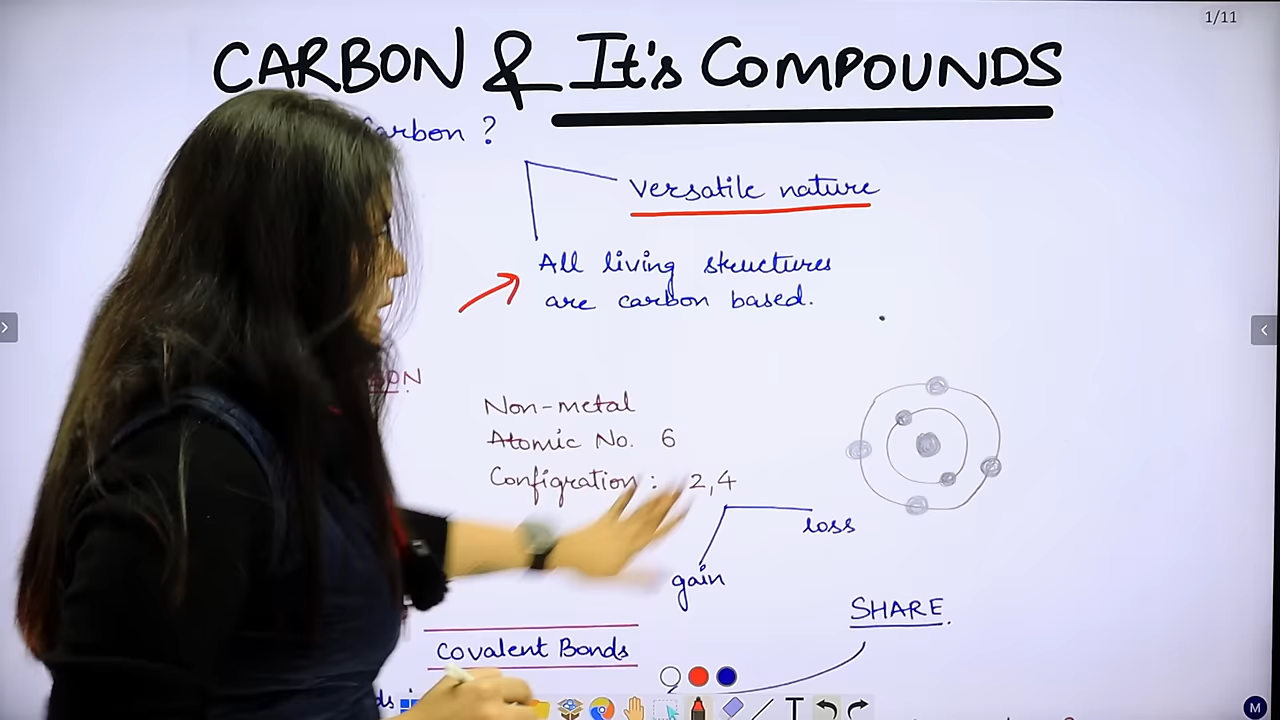 1/11
CARBON & It's COMPOUNDS
Carbon ?
Versatile nature
All living structures
are carbon based.
Non-metal
Atomic No. 6
Configration : 2,4
loss
gain
SHARE.
Covalent Bonds
T
M